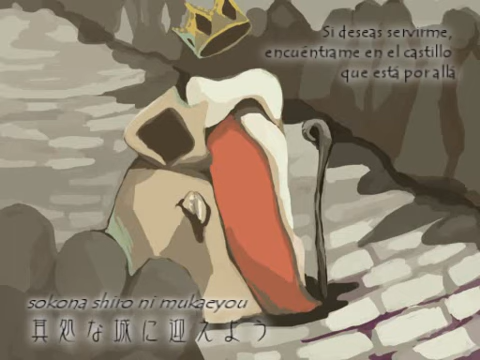 Si deseas servirme,
encuéntrame en el castillo
que está por allá
sokona shiro ni mukaeyou
其処な城に迎えよう